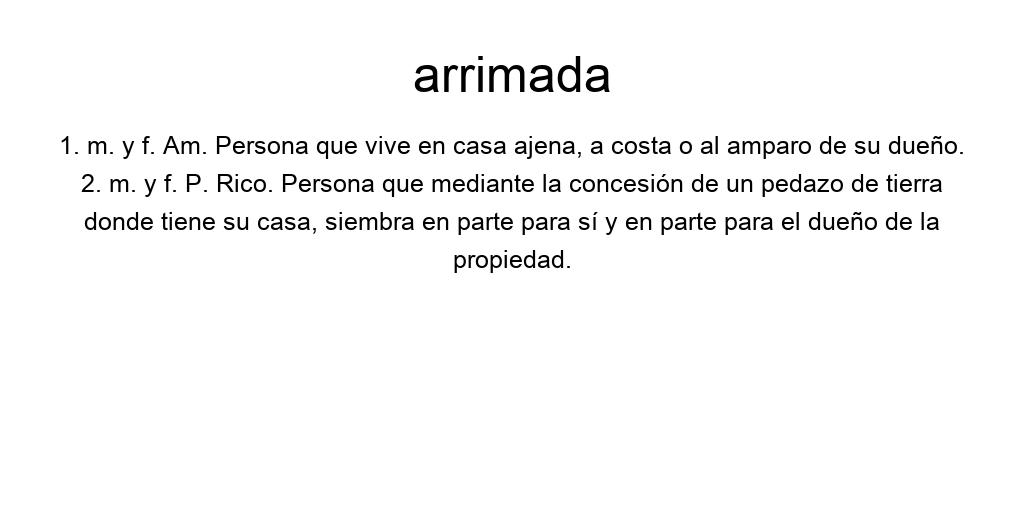 arrimada
1. m. y f. Am. Persona que vive en casa ajena, a costa o al amparo de su dueño.
2. m. y f. P. Rico. Persona que mediante la concesión de un pedazo de tierra
donde tiene su casa, siembra en parte para sí y en parte para el dueño de la
propiedad.